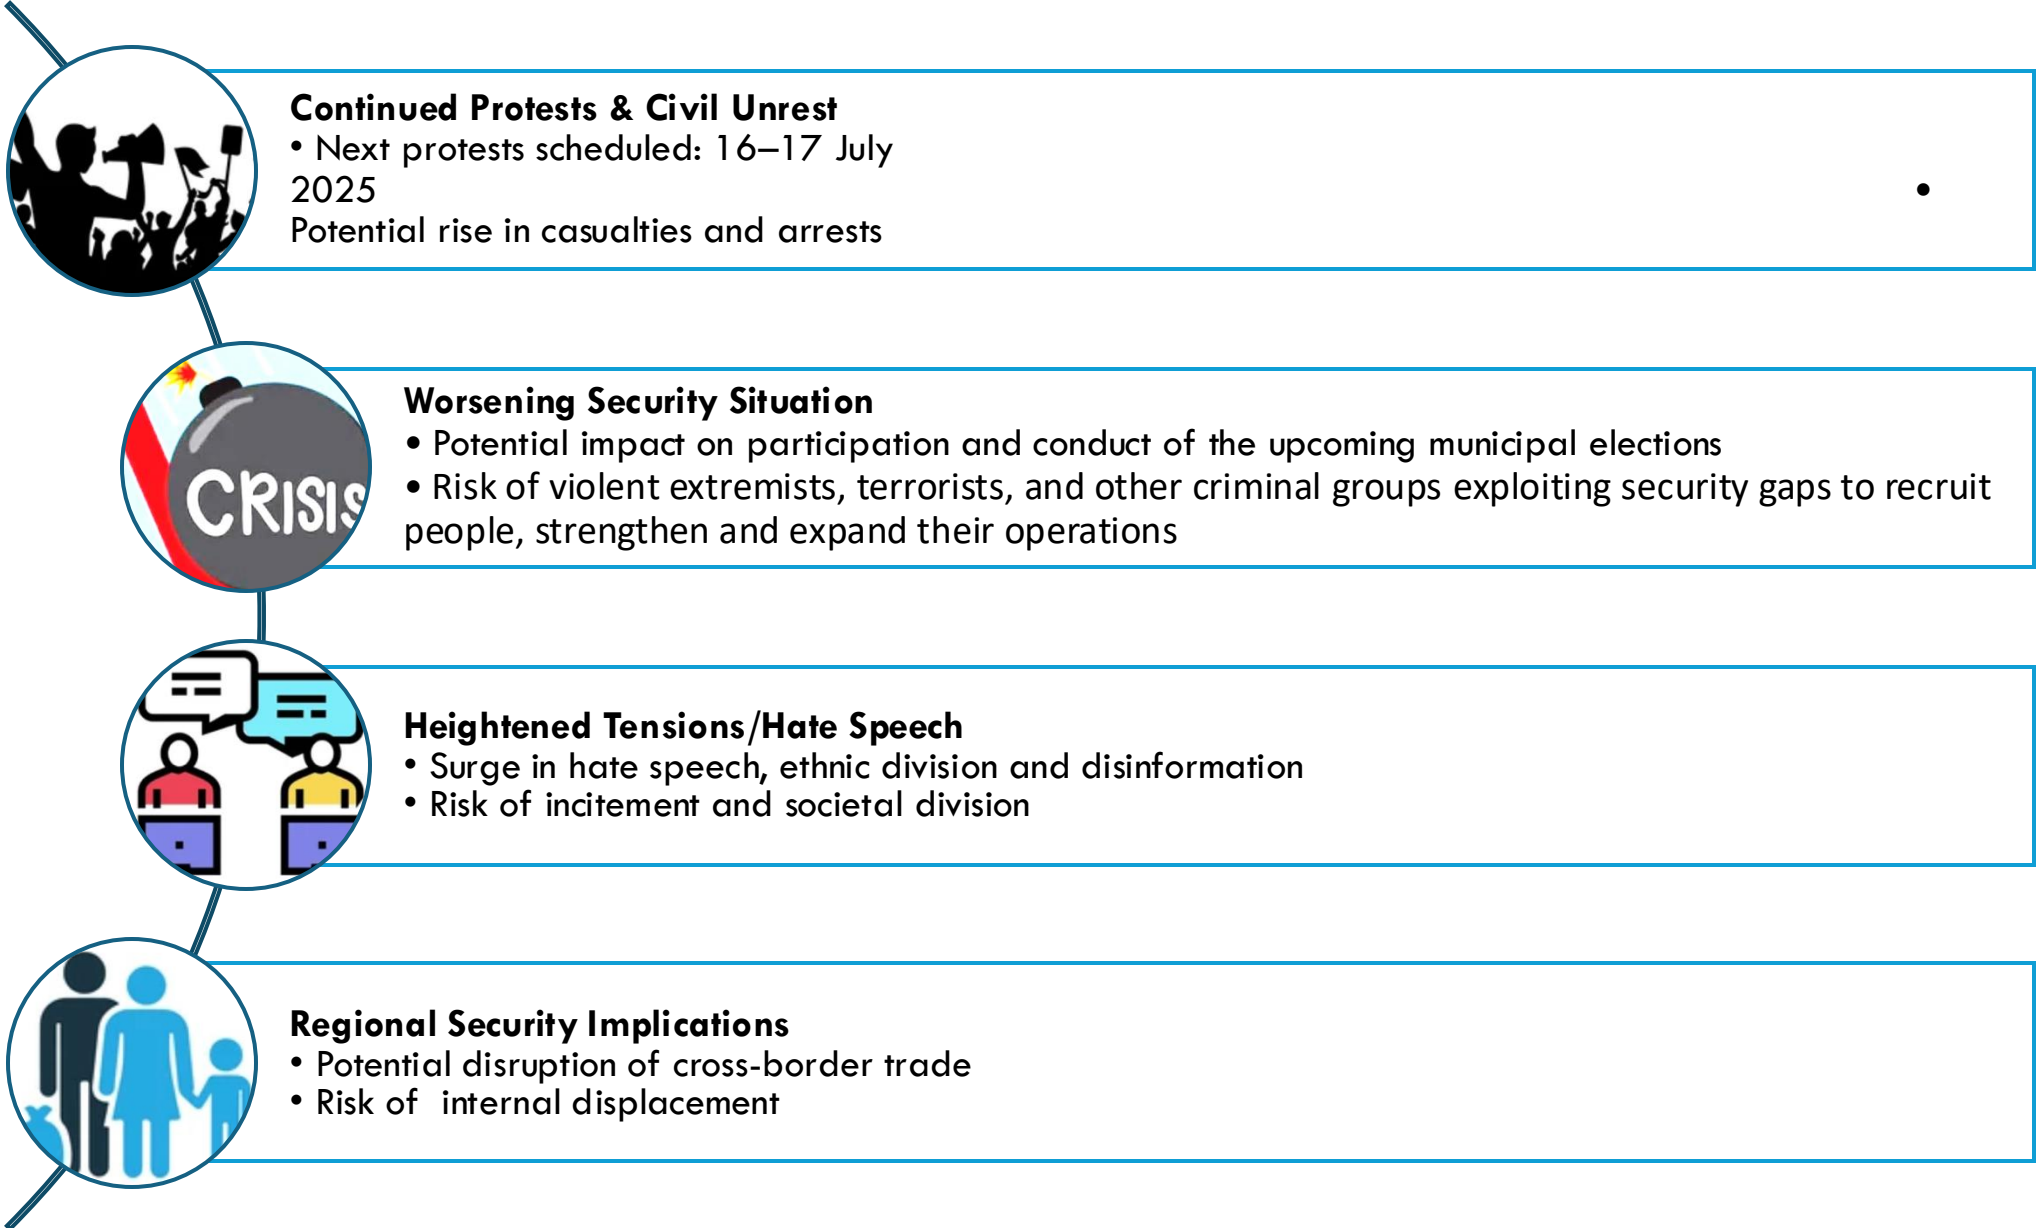 Continued Protests & Civil Unrest
• Next protests scheduled: 16–17 July
2025 •
Potential rise in casualties and arrests
CRISIS
Worsening Security Situation
• Potential impact on participation and conduct of the upcoming municipal elections
• Risk of violent extremists, terrorists, and other criminal groups exploiting security gaps to recruit
people, strengthen and expand their operations
Heightened Tensions/Hate Speech
• Surge in hate speech, ethnic division and disinformation
• Risk of incitement and societal division
Regional Security Implications
• Potential disruption of cross-border trade
• Risk of  internal displacement